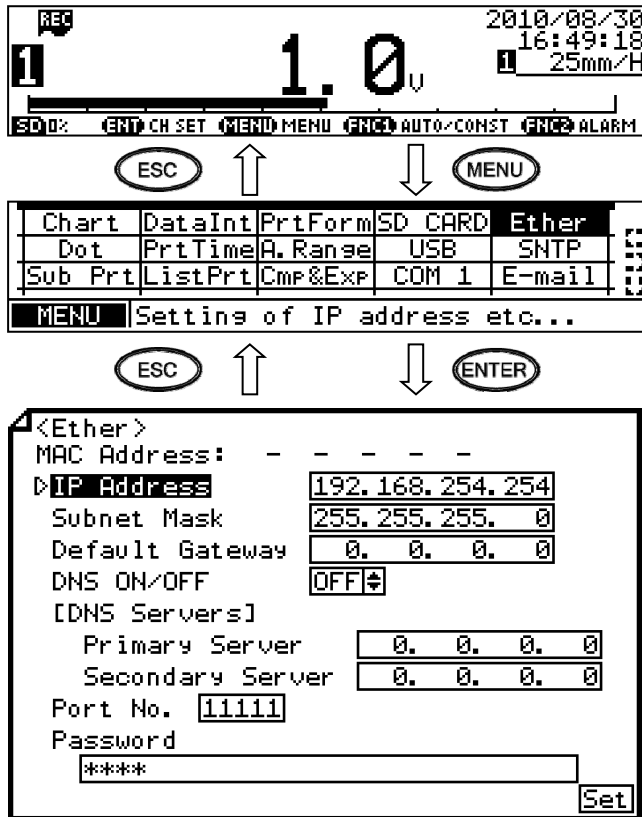 REC
2010/08/30
16:49:18
1 1.0V
1 25mm/H
SD 0% ENT CH SET MENU MENU FNC1 AUTO/CONST FNC2 ALARM
ESC MENU
Chart DataInt PrtForm SD CARD Ether
Dot PrtTime A.Range USB SNTP
Sub Prt ListPrt Cmp&Exp COM 1 E-mail
MENU Setting of IP address etc...
ESC ENTER
<Ether>
MAC Address: - - - - -
IP Address 192.168.254.254
Subnet Mask 255.255.255. 0
Default Gateway 0. 0. 0. 0
DNS ON/OFF OFF
[DNS Servers]
Primary Server 0. 0. 0. 0
Secondary Server 0. 0. 0. 0
Port No. 11111
Password
****
Set